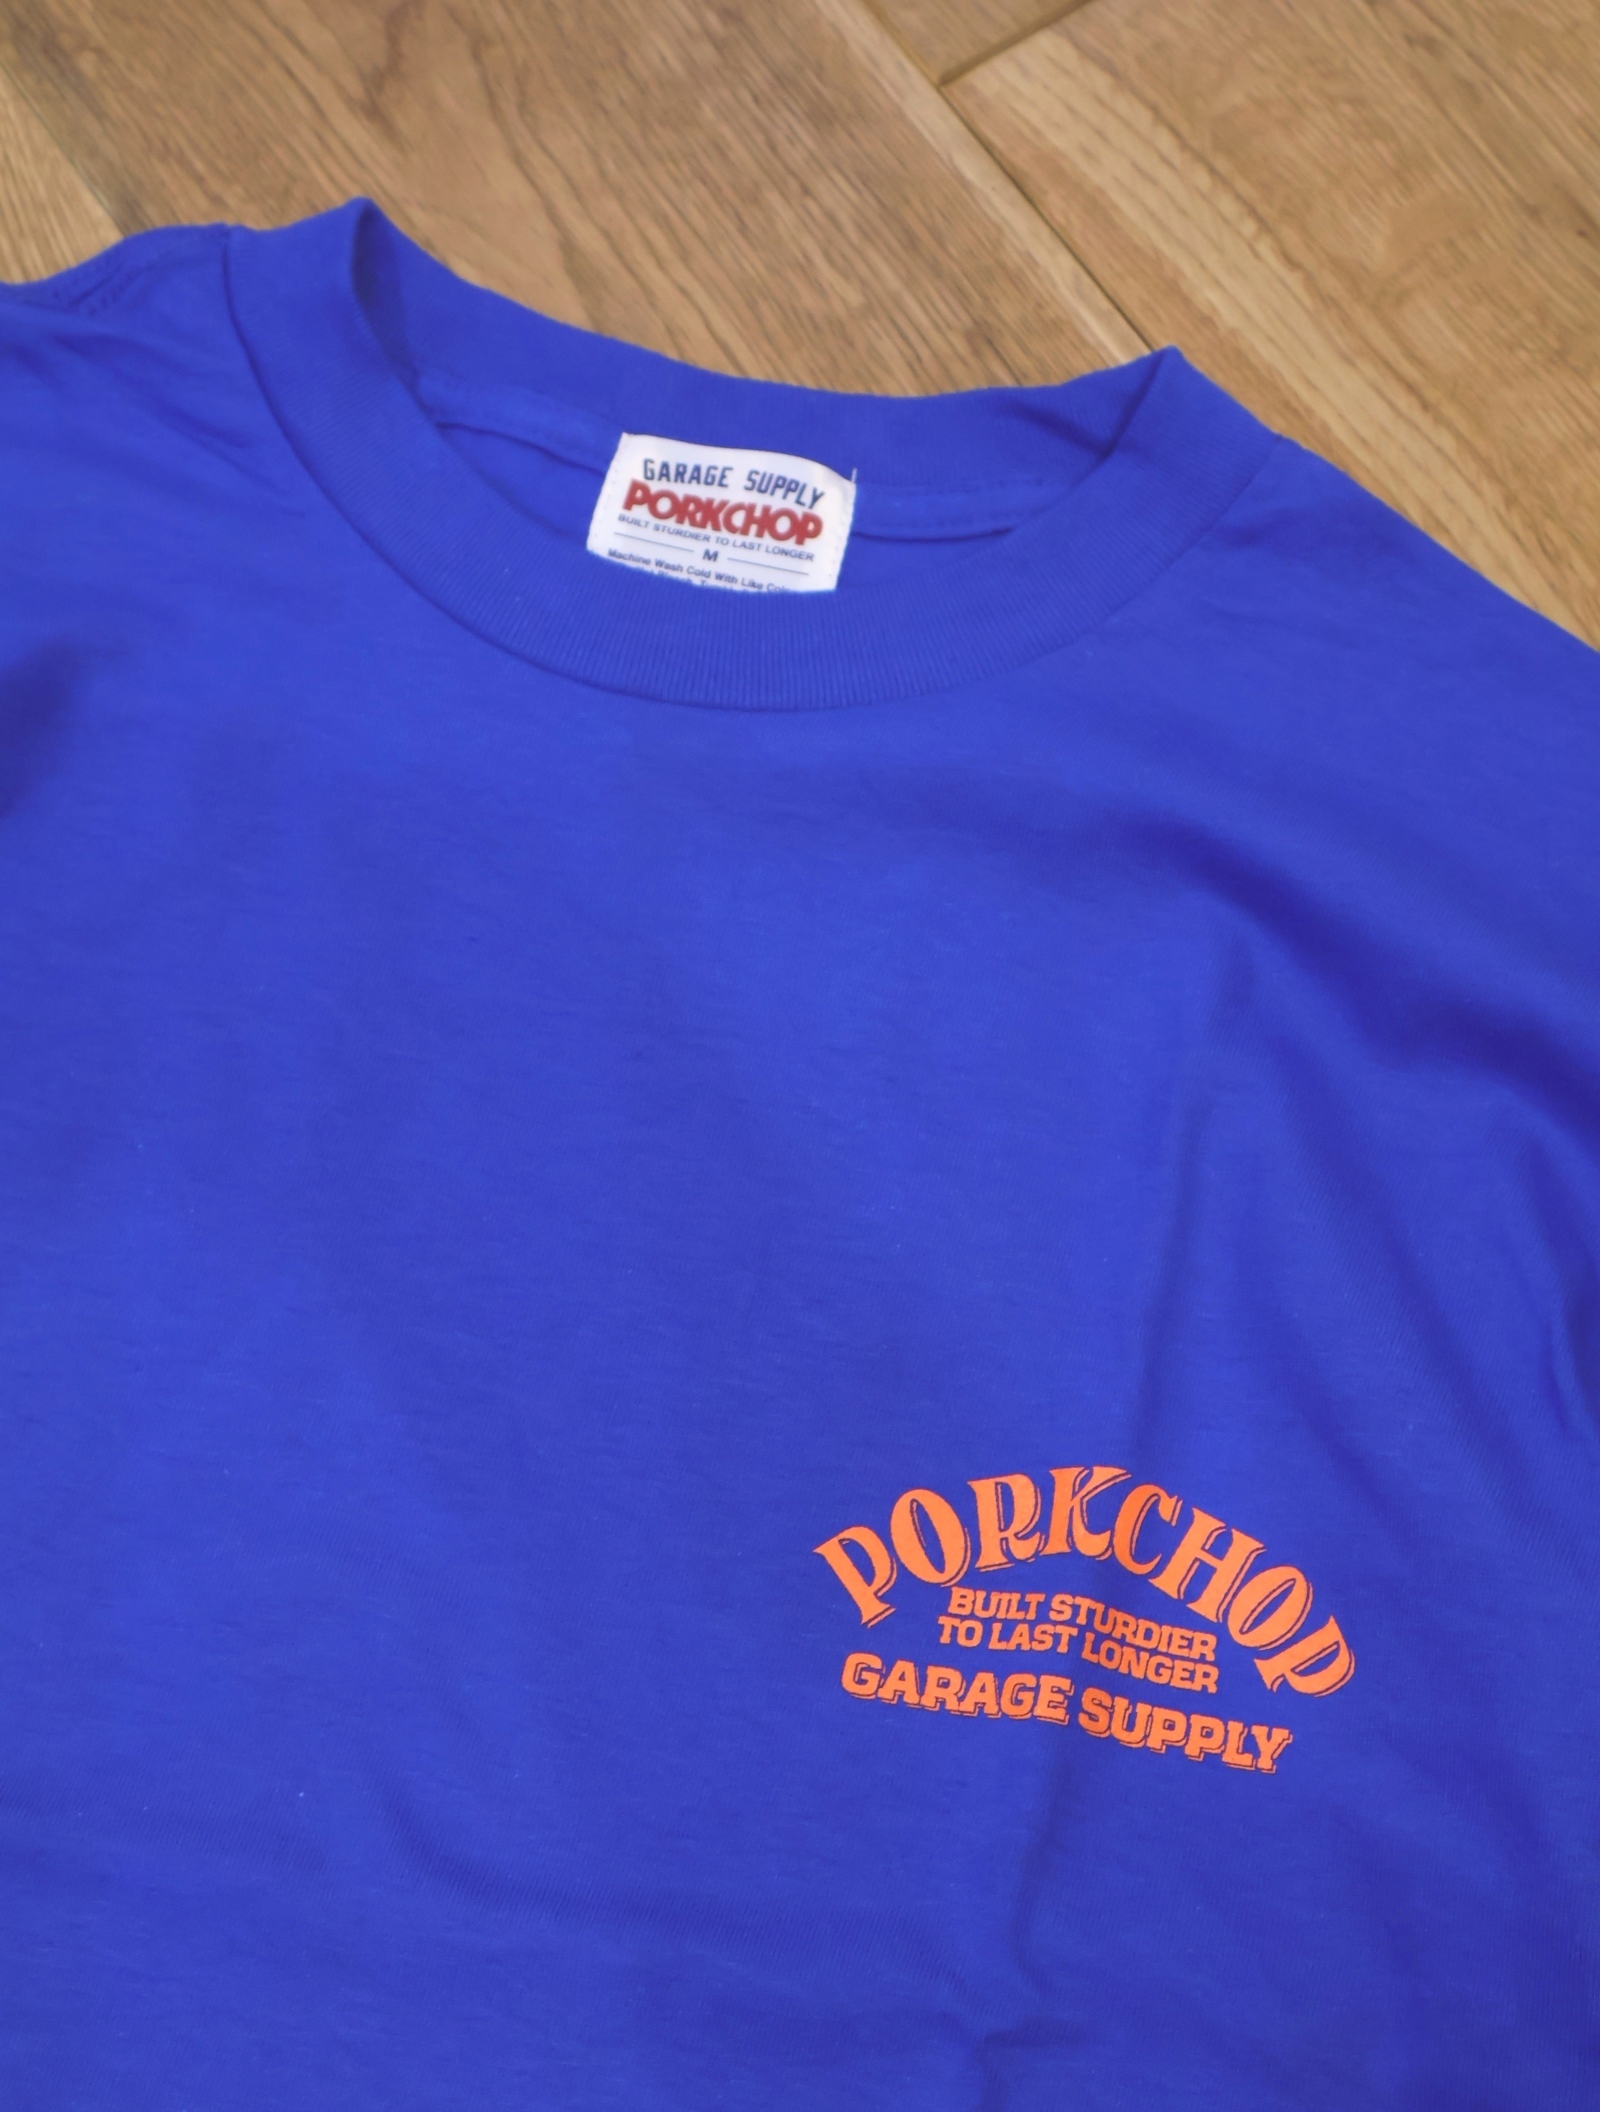 GARAGE SUPPLY
PORKCHOP
BUILT STURDIER TO LAST LONGER
M
Machine Wash Cold With Like
PORKCHOP
BUILT STURDIER
TO LAST LONGER
GARAGE SUPPLY